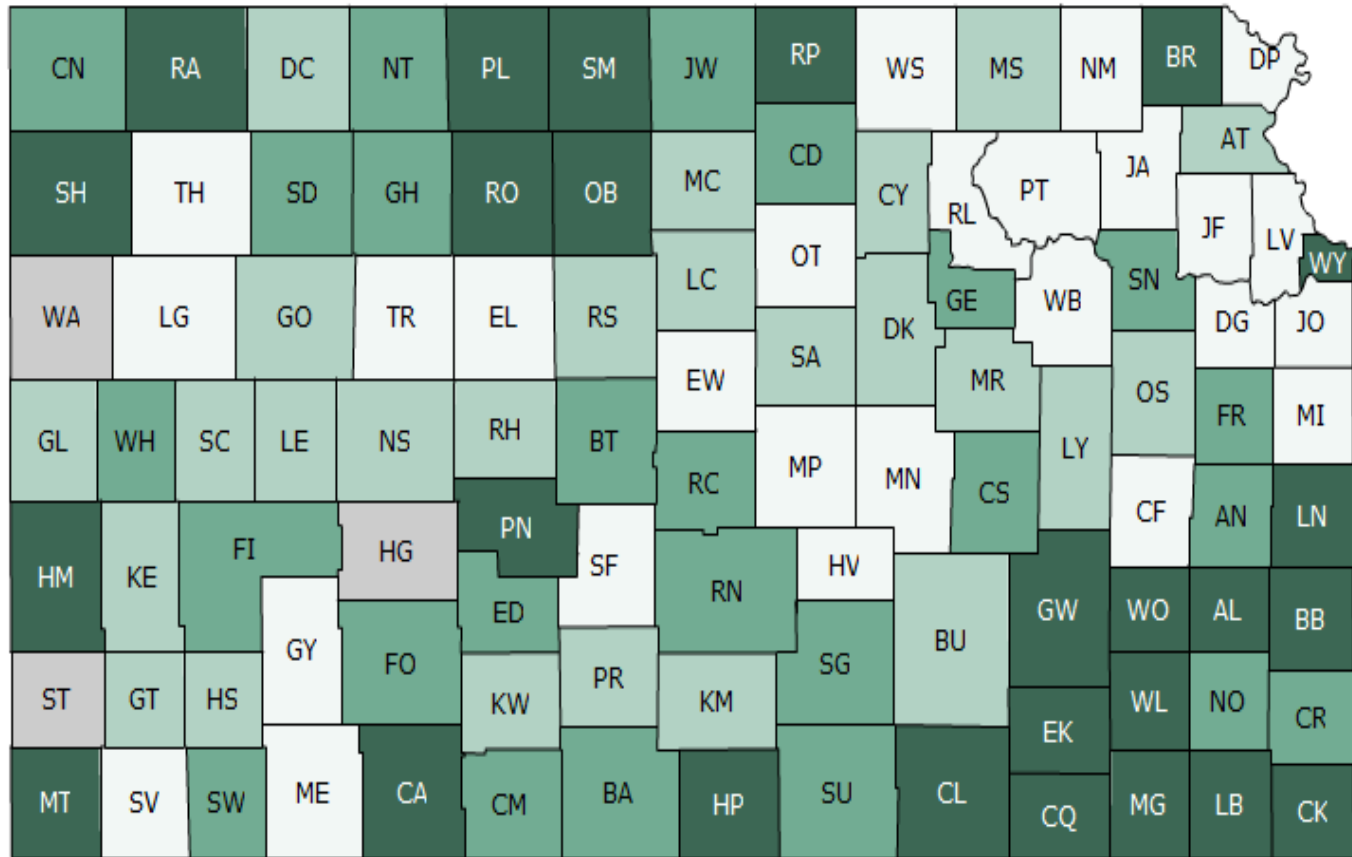 CN RA DC NT PL SM JW RP WS MS NM BR DP
SH TH SD GH RO OB MC CD CY RL PT JA AT
JF LV WY
WA LG GO TR EL RS LC OT DK GE WB SN DG JO
SA
GL WH SC LE NS RH BT EW MR LY OS FR MI
RC MP MN CS CF AN LN
HM KE FI HG PN SF RN HV GW WO AL BB
ED
GY FO PR SG BU
ST GT HS KW KM EK WL NO CR
MT SV SW ME CA CM BA HP SU CL CQ MG LB CK